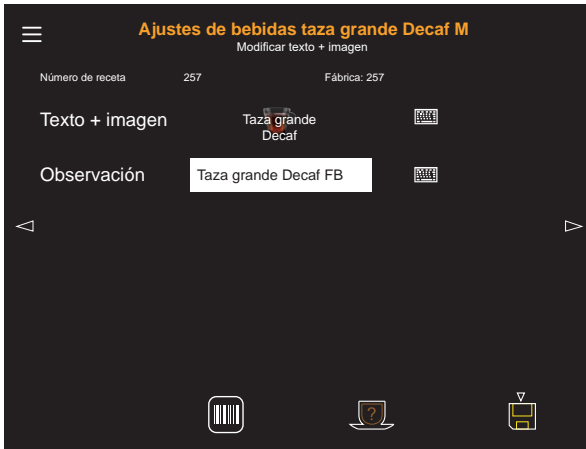 Ajustes de bebidas taza grande Decaf M
Modificar texto + imagen
Número de receta 257 Fábrica: 257
Texto + imagen Taza grande
Decaf
Observación Taza grande Decaf FB
?